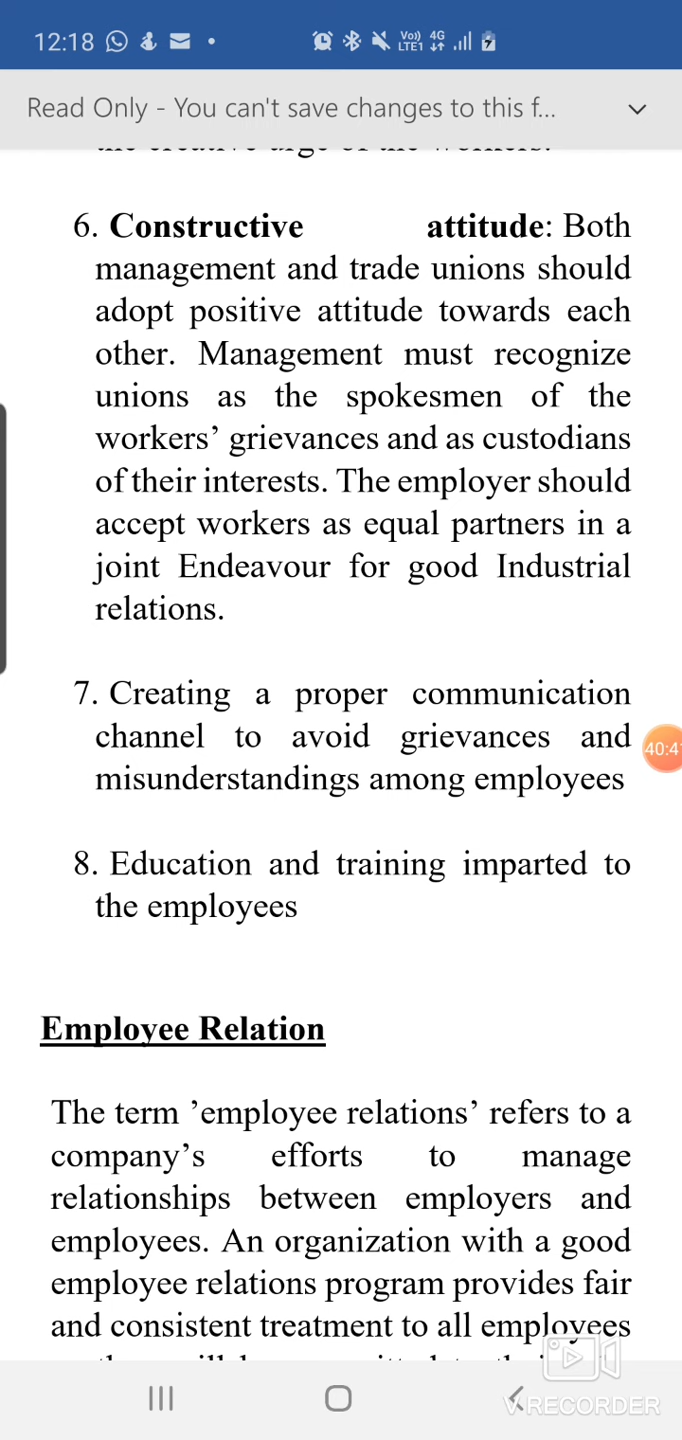 12:18
Vo)) 4G
LTE1
Read Only - You can't save changes to this f...
6. Constructive attitude: Both
management and trade unions should
adopt positive attitude towards each
other. Management must recognize
unions as the spokesmen of the
workers’ grievances and as custodians
of their interests. The employer should
accept workers as equal partners in a
joint Endeavour for good Industrial
relations.
7. Creating a proper communication
channel to avoid grievances and
40:4
misunderstandings among employees
8. Education and training imparted to
the employees
Employee Relation
The term ’employee relations’ refers to a
company’s efforts to manage
relationships between employers and
employees. An organization with a good
employee relations program provides fair
and consistent treatment to all employees
V RECORDER